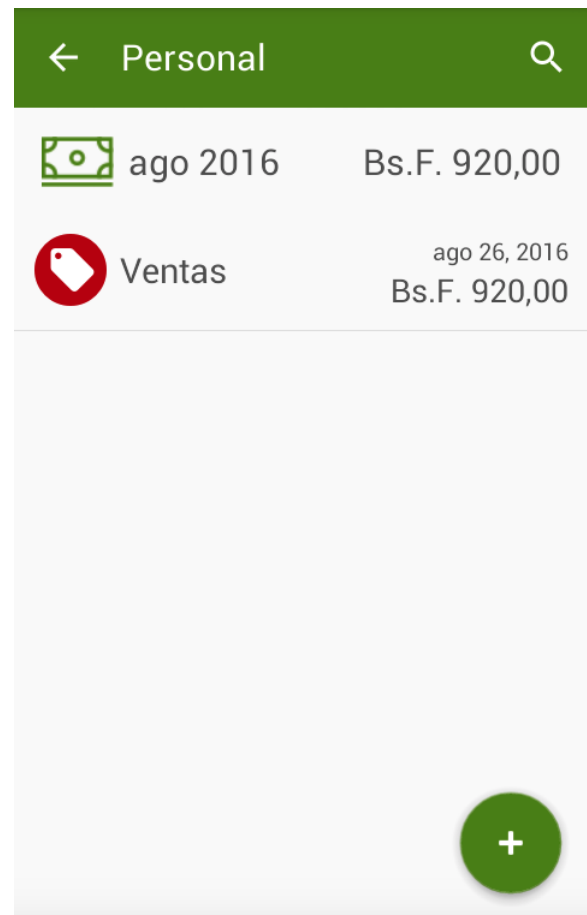 Personal
ago 2016 Bs.F. 920,00
ago 26, 2016
Ventas Bs.F. 920,00